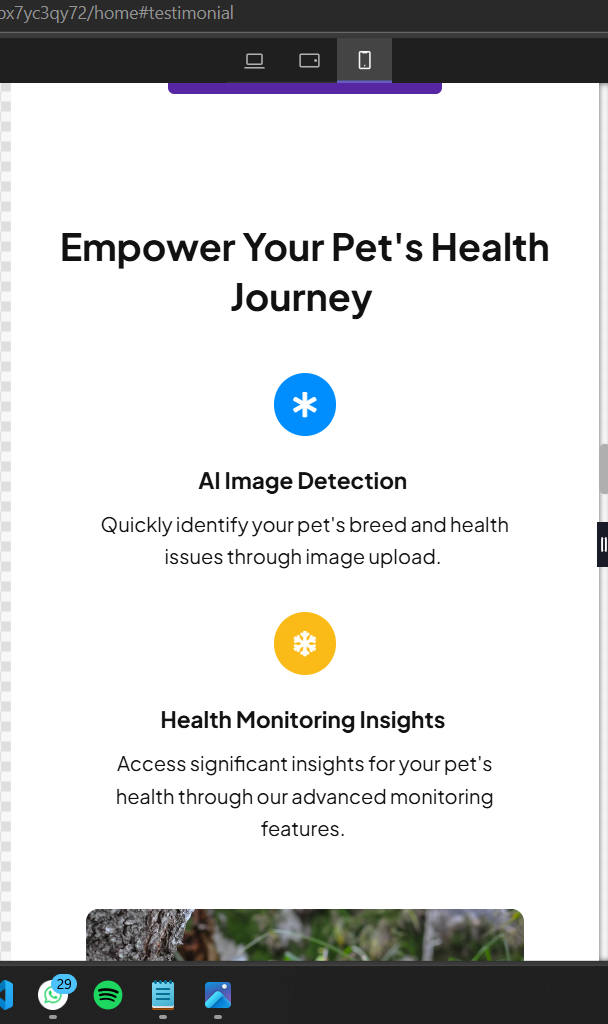 ox7yc3qy72/home#testimonial
Empower Your Pet's Health
Journey
AI Image Detection
Quickly identify your pet's breed and health
issues through image upload.
Health Monitoring Insights
Access significant insights for your pet's
health through our advanced monitoring
features.
29